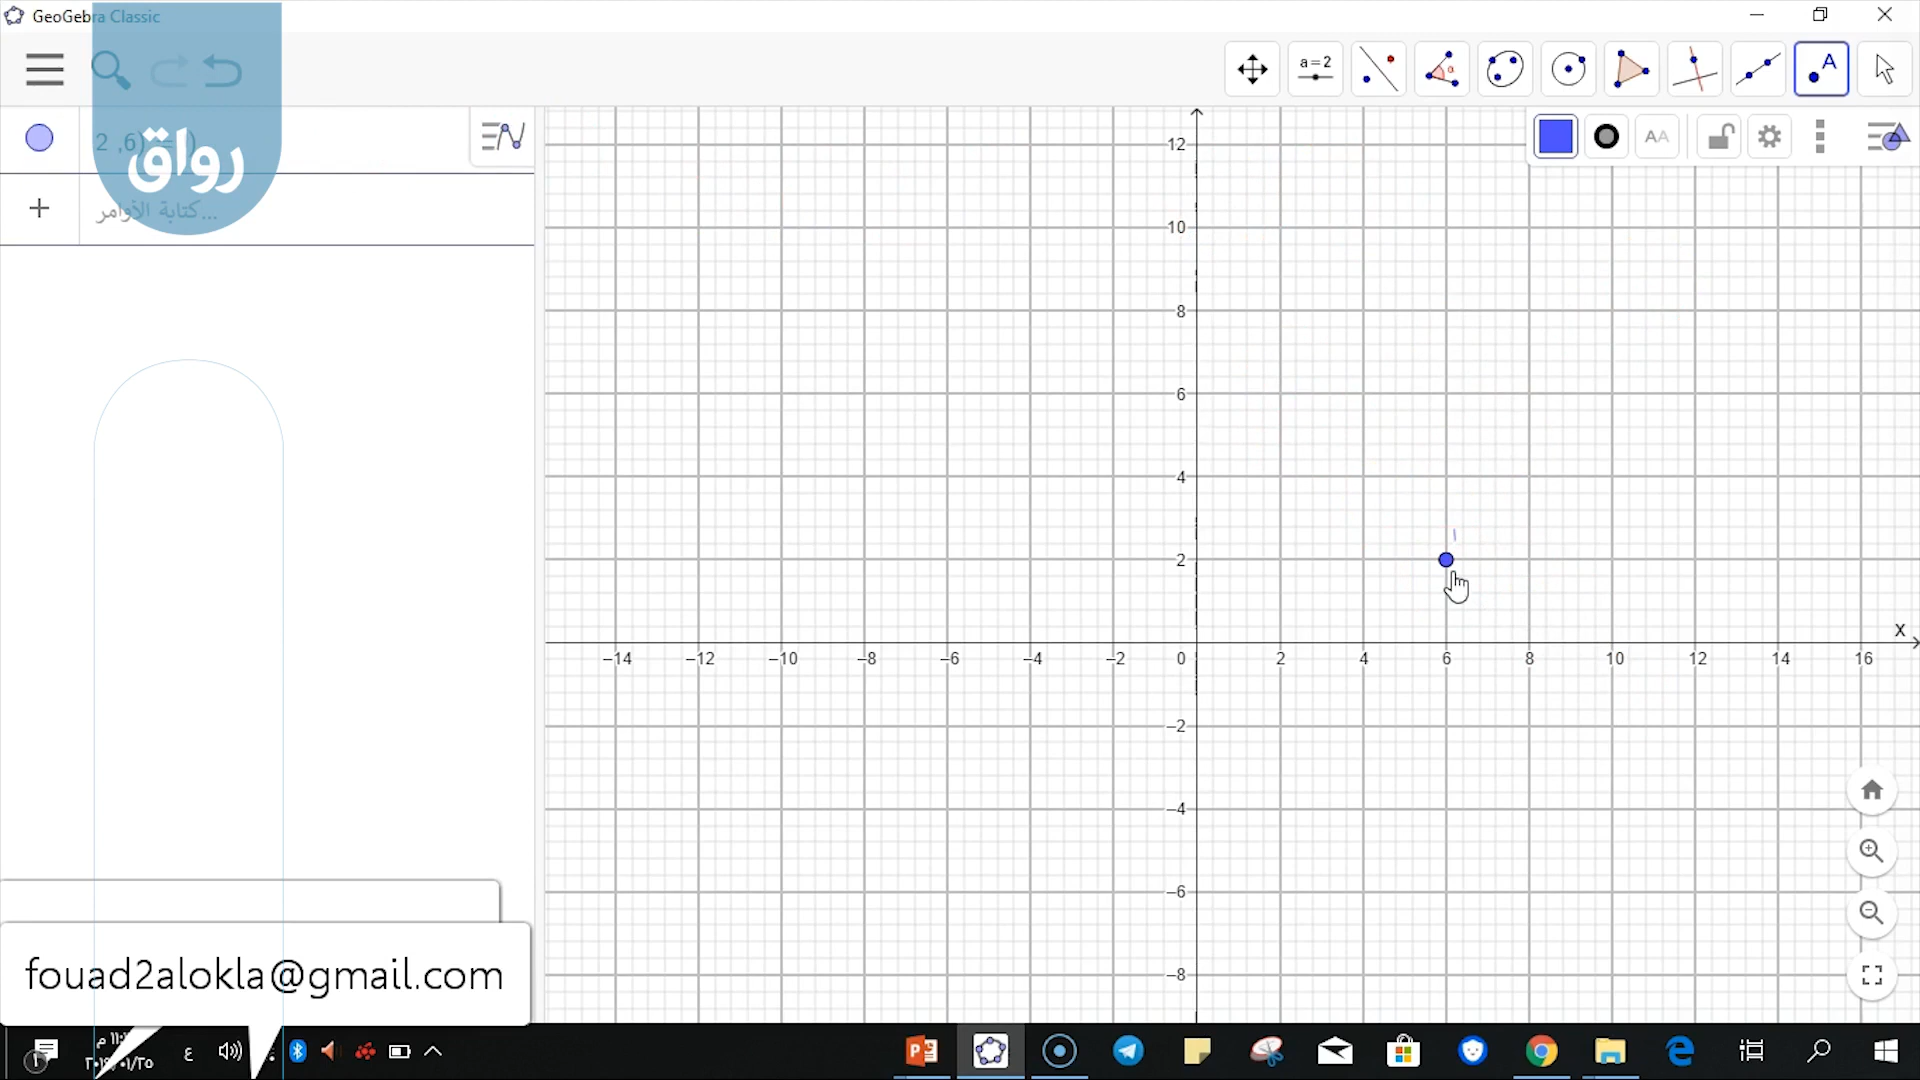 GeoGebra Classic
a = 2
A
رواق
...كتابة الأوامر
AA
12
10
8
6
4
2
x
−14 −12 −10 −8 −6 −4 −2 0 2 4 6 8 10 12 14 16
−2
−4
−6
−8
fouad2alokla@gmail.com
ع